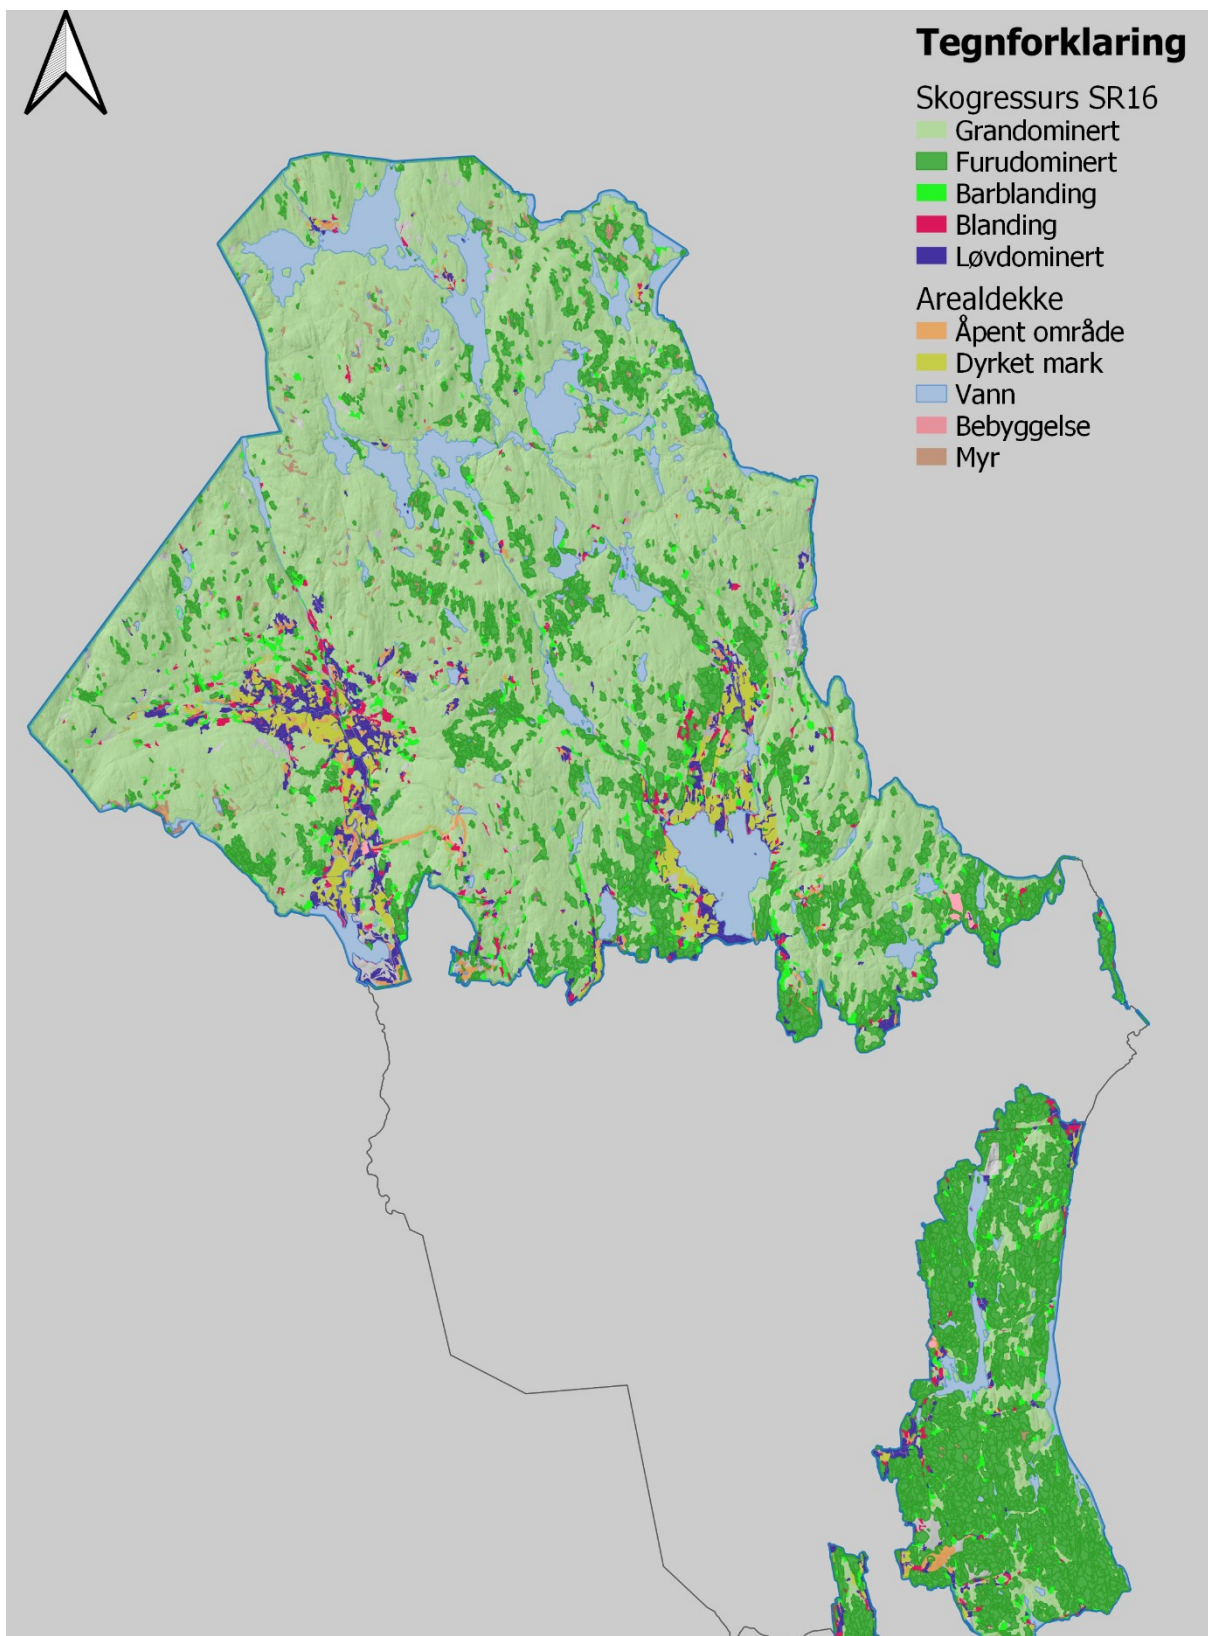 Tegnforklaring
Skogressurs SR16
Grandominert
Furudominert
Barblanding
Blanding
Løvdominert
Arealdekke
Åpent område
Dyrket mark
Vann
Bebyggelse
Myr